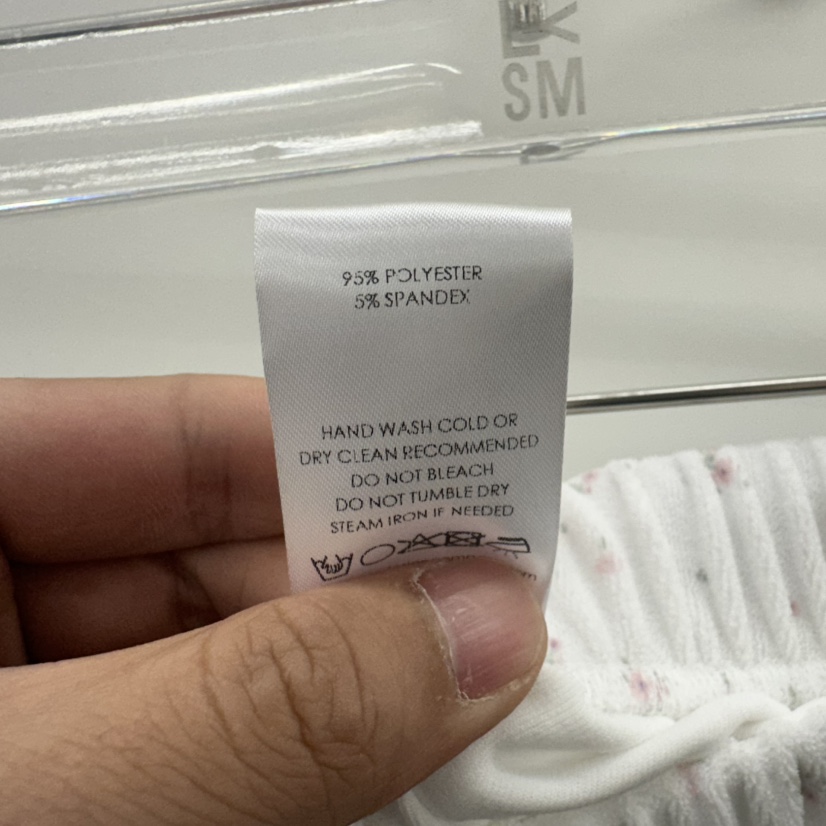 SM
95% POLYESTER
5% SPANDEX
HAND WASH COLD OR
DRY CLEAN RECOMMENDED
DO NOT BLEACH
DO NOT TUMBLE DRY
STEAM IRON IF NEEDED